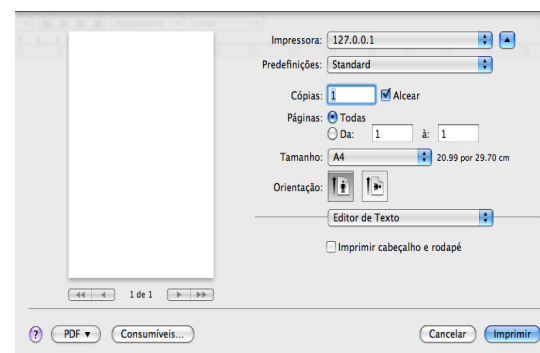 Impressora: 127.0.0.1
Predefinições: Standard
Cópias: 1 Alcear
Páginas: Todas
Da: 1 à: 1
Tamanho: A4 20.99 por 29.70 cm
Orientação:
Editor de Texto
Imprimir cabeçalho e rodapé
1 de 1
? PDF ▼ Consumíveis... Cancelar Imprimir